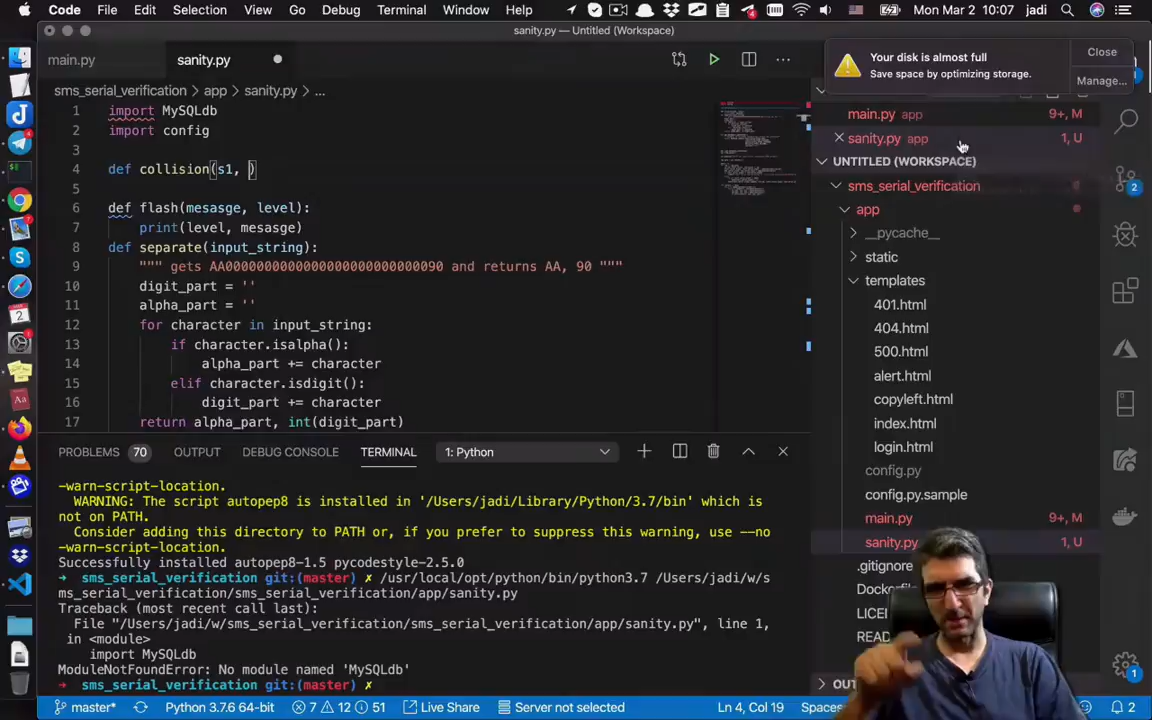 Code File Edit Selection View Go Debug Terminal Window Help Mon Mar 2 10:07 jadi
sanity.py — Untitled (Workspace)
Your disk is almost full
Save space by optimizing storage.
Close
Manage...
main.py
sanity.py
sms_serial_verification > app > sanity.py > ...
1 import MySQLdb
2 import config
3
4 def collision(s1, )
5
6 def flash(mesasge, level):
7 print(level, mesasge)
8 def separate(input_string):
9 """ gets AA0000000000000000000000000090 and returns AA, 90 """
10 digit_part = ''
11 alpha_part = ''
12 for character in input_string:
13 if character.isalpha():
14 alpha_part += character
15 elif character.isdigit():
16 digit_part += character
17 return alpha_part, int(digit_part)
PROBLEMS 70 OUTPUT DEBUG CONSOLE TERMINAL 1: Python
-warn-script-location.
WARNING: The script autopep8 is installed in '/Users/jadi/Library/Python/3.7/bin' which is
not on PATH.
Consider adding this directory to PATH or, if you prefer to suppress this warning, use --no
-warn-script-location.
Successfully installed autopep8-1.5 pycodestyle-2.5.0
➜ sms_serial_verification git:(master) ✗ /usr/local/opt/python/bin/python3.7 /Users/jadi/w/s
ms_serial_verification/sms_serial_verification/app/sanity.py
Traceback (most recent call last):
File "/Users/jadi/w/sms_serial_verification/sms_serial_verification/app/sanity.py", line 1,
in <module>
import MySQLdb
ModuleNotFoundError: No module named 'MySQLdb'
➜ sms_serial_verification git:(master) ✗
main.py app 9+, M
sanity.py app 1, U
UNTITLED (WORKSPACE)
sms_serial_verification
app
__pycache__
static
templates
401.html
404.html
500.html
alert.html
copyleft.html
index.html
login.html
config.py
config.py.sample
main.py 9+, M
sanity.py 1, U
.gitignore
2
1
master* Python 3.7.6 64-bit 7 12 51 Live Share Server not selected Ln 4, Col 19 2